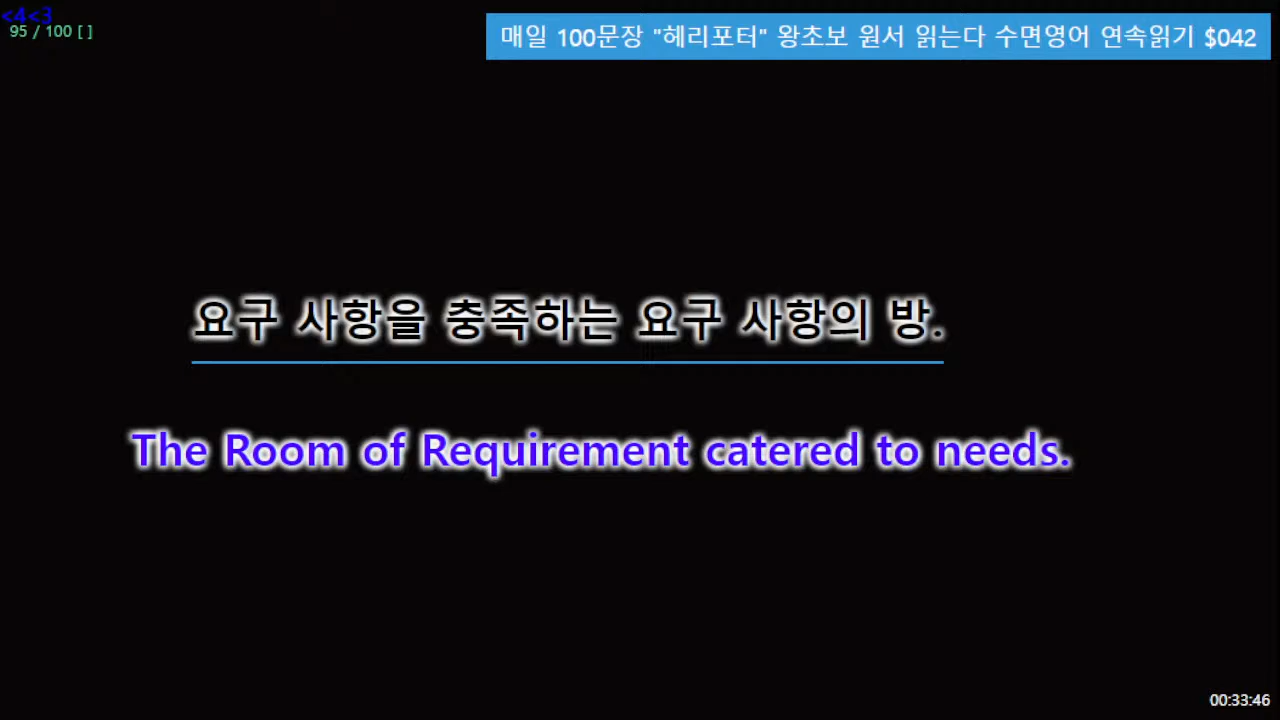 <4<3
95 / 100 [ ]
매일 100문장 "헤리포터" 왕초보 원서 읽는다 수면영어 연속읽기 $042
요구 사항을 충족하는 요구 사항의 방.
The Room of Requirement catered to needs.
00:33:46